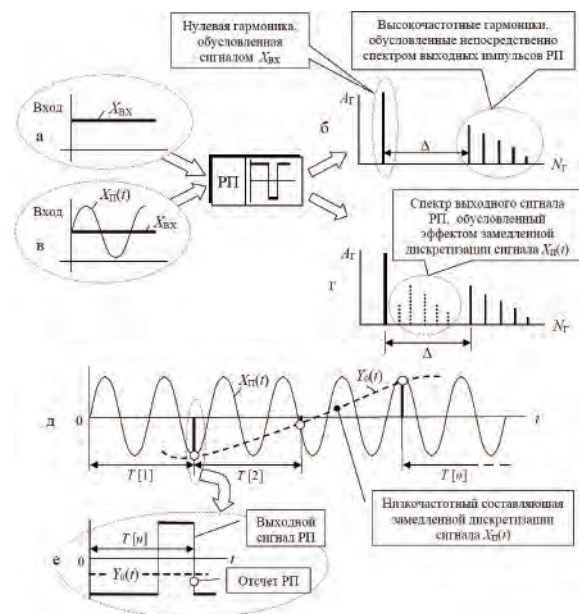 Нулевая гармоника,
обусловленная
сигналом XВХ
Высокочастотные гармоники,
обусловленные непосредственно
спектром выходных импульсов РП
Вход
XВХ
а
AГ
б
Δ
NГ
РП
XП(t)
Вход
XВХ
в
Спектр выходного сигнала
РП, обусловленный
эффектом замедленной
дискретизации сигнала XП(t)
AГ
г
NГ
Δ
XП(t)
Y0(t)
д
0
t
T [1]
T [2]
T [n]
Выходной
сигнал РП
Низкочастотный составляющая
замедленной дискретизации
сигнала XП(t)
T [n]
е
0
t
Y0(t)
Отсчет РП